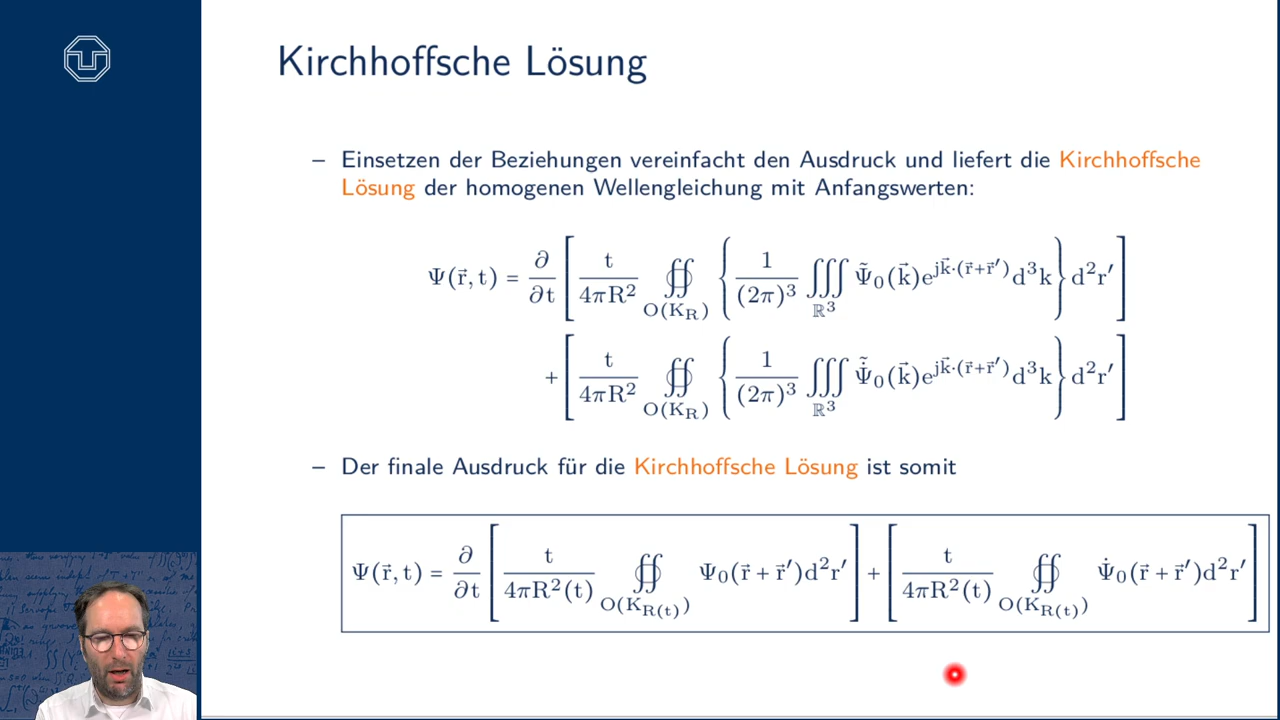 Kirchhoffsche Lösung
– Einsetzen der Beziehungen vereinfacht den Ausdruck und liefert die Kirchhoffsche
Lösung der homogenen Wellengleichung mit Anfangswerten:
Ψ(r⃗, t) = ∂/∂t [ t/(4πR²) ∯_{O(K_R)} { 1/(2π)³ ∭_{ℝ³} Ψ̃₀(k⃗)e^{jk⃗·(r⃗+r⃗′)}d³k } d²r′ ]
+ [ t/(4πR²) ∯_{O(K_R)} { 1/(2π)³ ∭_{ℝ³} Ψ̇̃₀(k⃗)e^{jk⃗·(r⃗+r⃗′)}d³k } d²r′ ]
– Der finale Ausdruck für die Kirchhoffsche Lösung ist somit
Ψ(r⃗, t) = ∂/∂t [ t/(4πR²(t)) ∯_{O(K_{R(t)})} Ψ₀(r⃗ + r⃗′)d²r′ ] + [ t/(4πR²(t)) ∯_{O(K_{R(t)})} Ψ̇₀(r⃗ + r⃗′)d²r′ ]